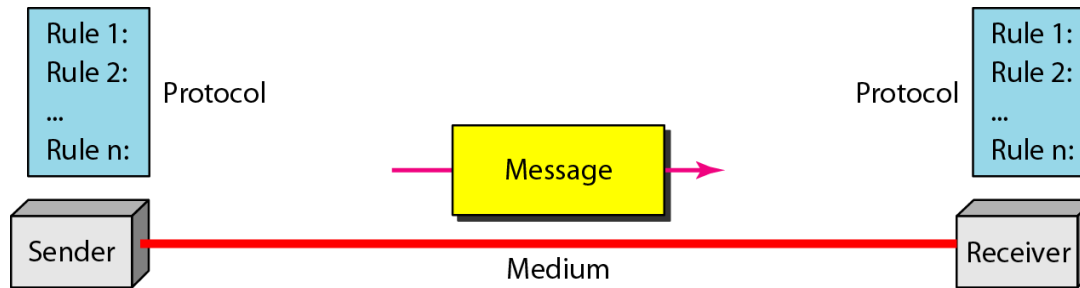 Rule 1:
Rule 2:
...
Rule n:
Protocol
Protocol
Rule 1:
Rule 2:
...
Rule n:
Message
Sender
Receiver
Medium